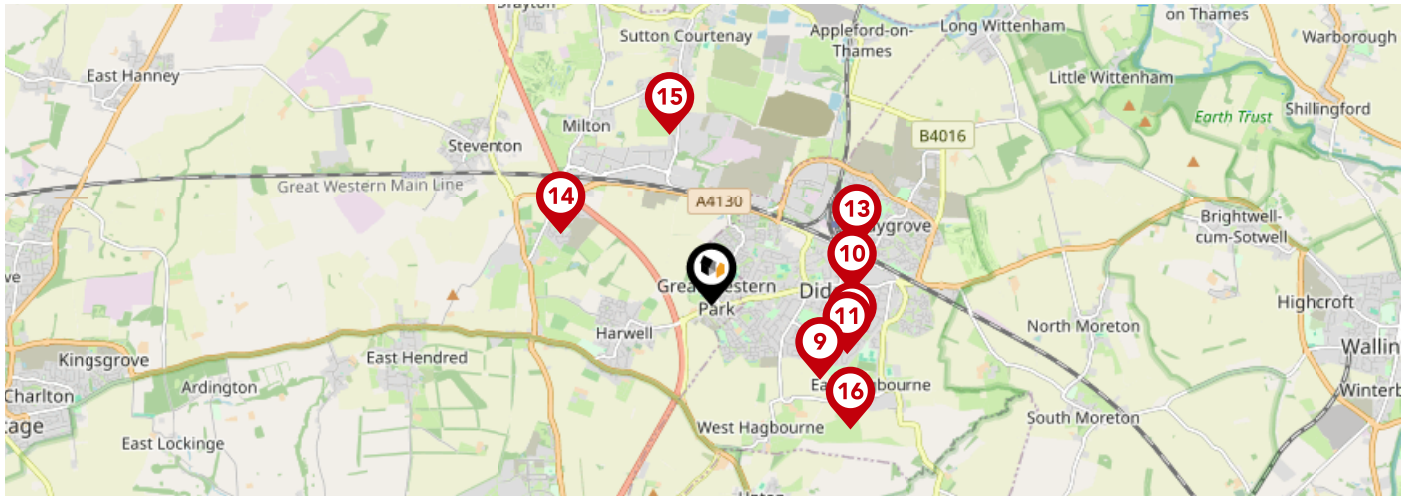 Drayton
Sutton Courtenay
Appleford-on-
Thames
Long Wittenham
on Thames
Warborough
East Hanney
Little Wittenham
15
Shillingford
Earth Trust
Milton
B4016
Steventon
Great Western Main Line
14
A4130
13
Brightwell-
cum-Sotwell
10
Great Western
Park
Highcroft
11
North Moreton
Harwell
9
Kingsgrove
East Hendred
16
Ardington
Charlton
South Moreton
West Hagbourne
East Lockinge